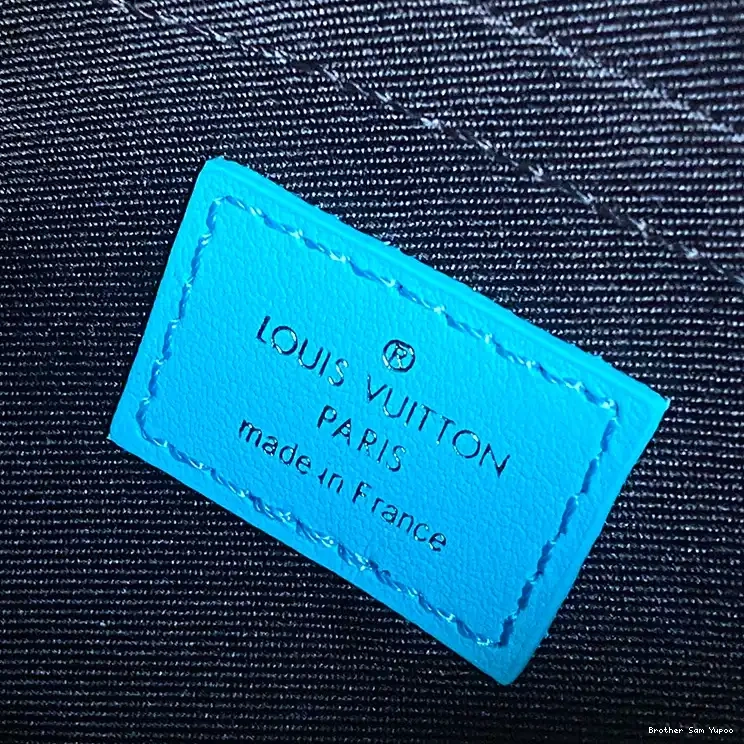 ®
LOUIS VUITTON
PARIS
made in France
Brother Sam Yupoo